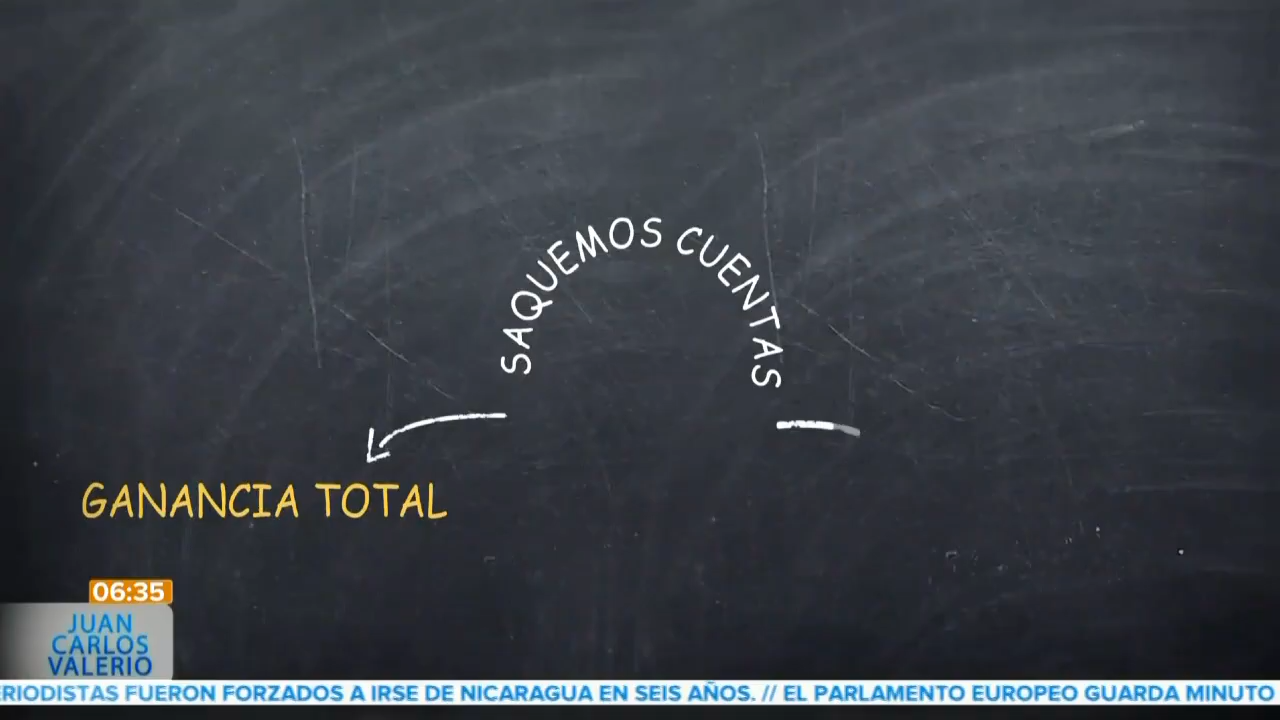 SAQUEMOS CUENTAS
GANANCIA TOTAL
06:35
JUAN
CARLOS
VALERIO
ERIODISTAS FUERON FORZADOS A IRSE DE NICARAGUA EN SEIS AÑOS. // EL PARLAMENTO EUROPEO GUARDA MINUTO